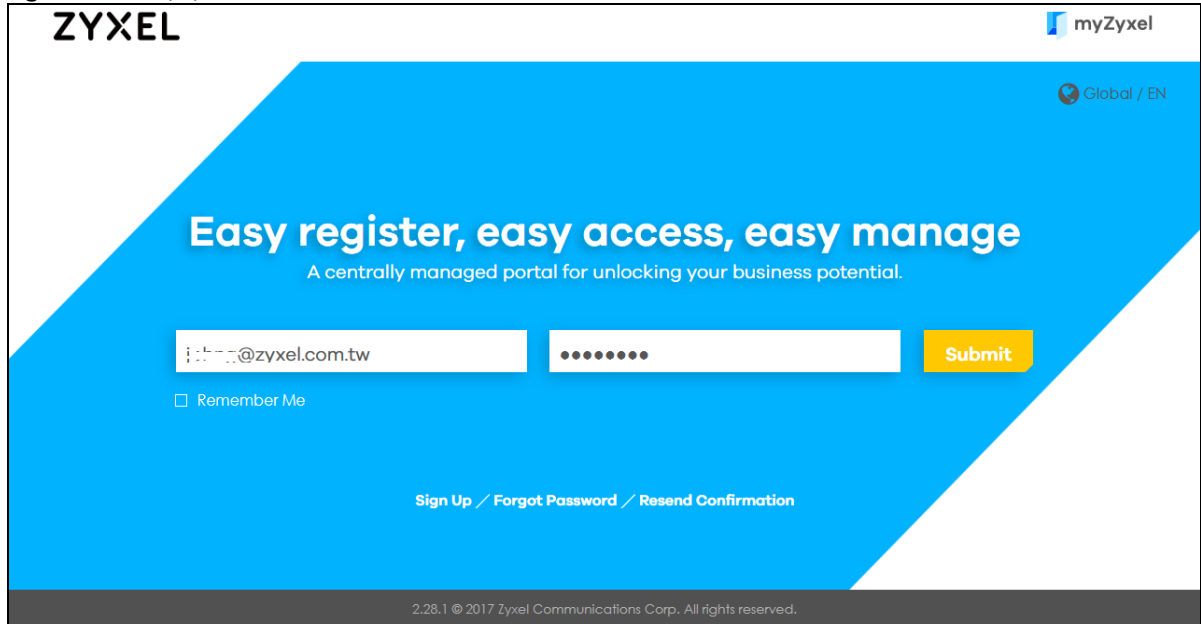 ZYXEL
myZyxel
Global / EN
Easy register, easy access, easy manage
A centrally managed portal for unlocking your business potential.
@zyxel.com.tw
••••••••
Submit
Remember Me
Sign Up / Forgot Password / Resend Confirmation
2.28.1 © 2017 Zyxel Communications Corp. All rights reserved.